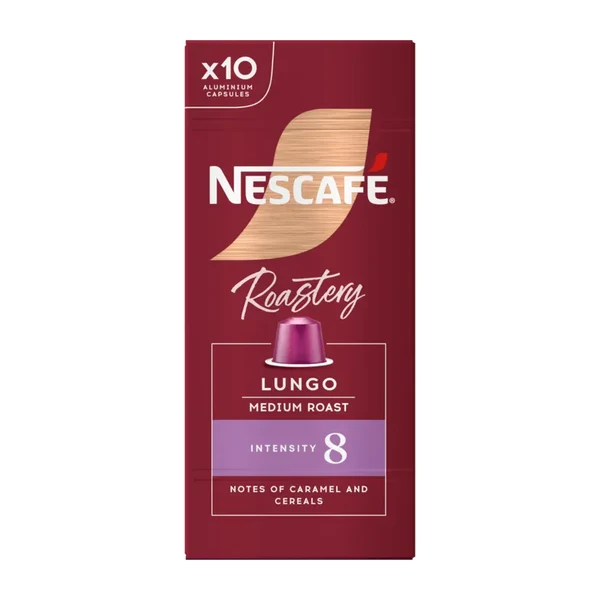 x10
ALUMINIUM
CAPSULES
NESCAFÉ®
Roastery
LUNGO
MEDIUM ROAST
INTENSITY 8
NOTES OF CARAMEL AND
CEREALS